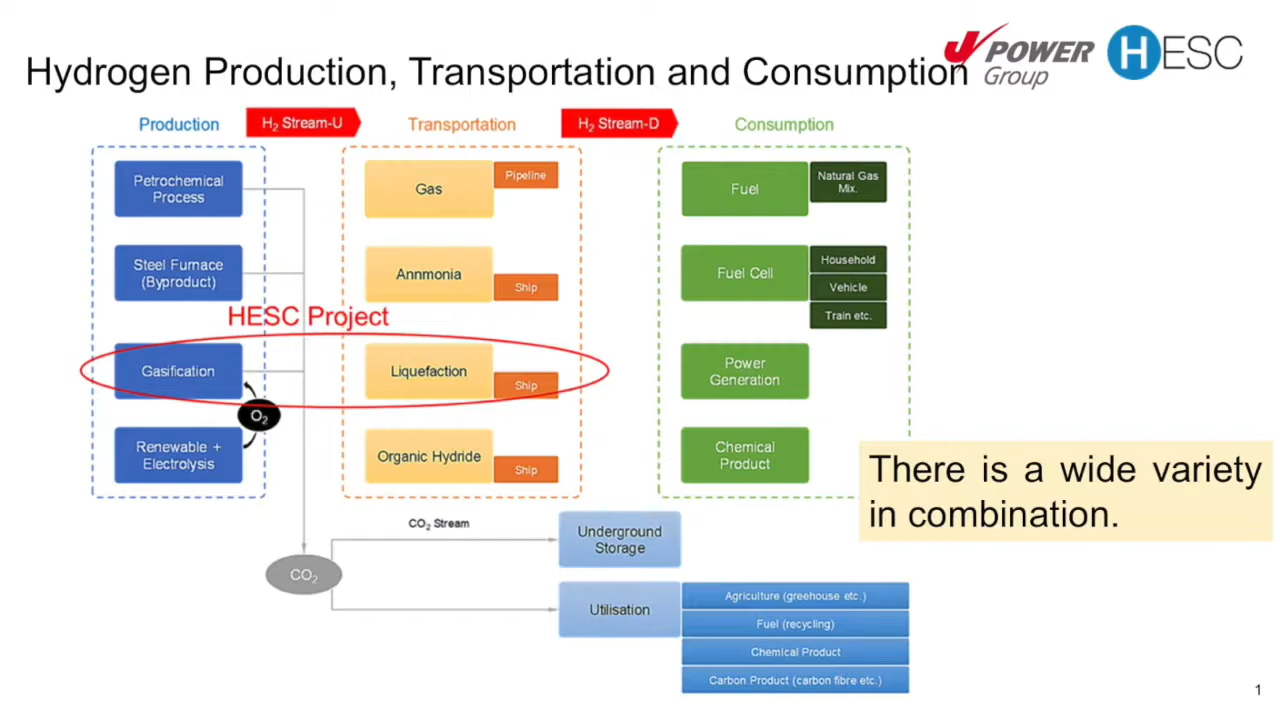 Hydrogen Production, Transportation and Consumption
J POWER
Group
HESC
Production
H₂ Stream-U
Transportation
H₂ Stream-D
Consumption
Petrochemical
Process
Gas
Pipeline
Fuel
Natural Gas
Mix.
Steel Furnace
(Byproduct)
Annmonia
Ship
Fuel Cell
Household
Vehicle
Train etc.
HESC Project
Gasification
Liquefaction
Ship
Power
Generation
O₂
Renewable +
Electrolysis
Organic Hydride
Ship
Chemical
Product
There is a wide variety
in combination.
CO₂ Stream
Underground
Storage
CO₂
Utilisation
Agriculture (greehouse etc.)
Fuel (recycling)
Chemical Product
Carbon Product (carbon fibre etc.)
1